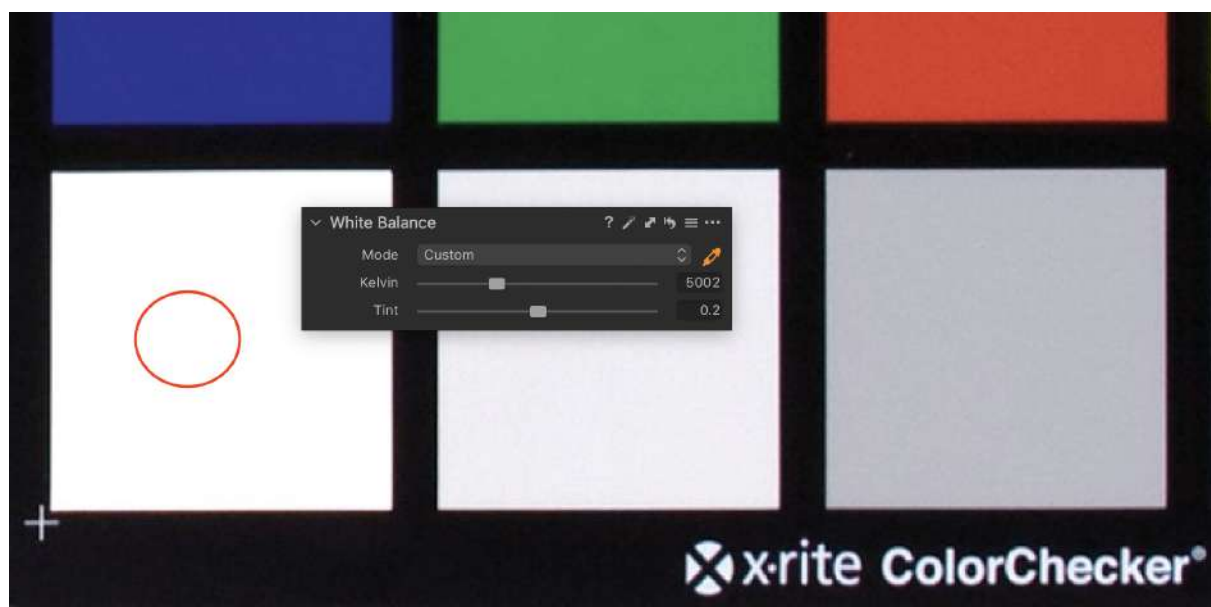 White Balance ? ...
Mode Custom
Kelvin 5002
Tint 0.2
x·rite ColorChecker®